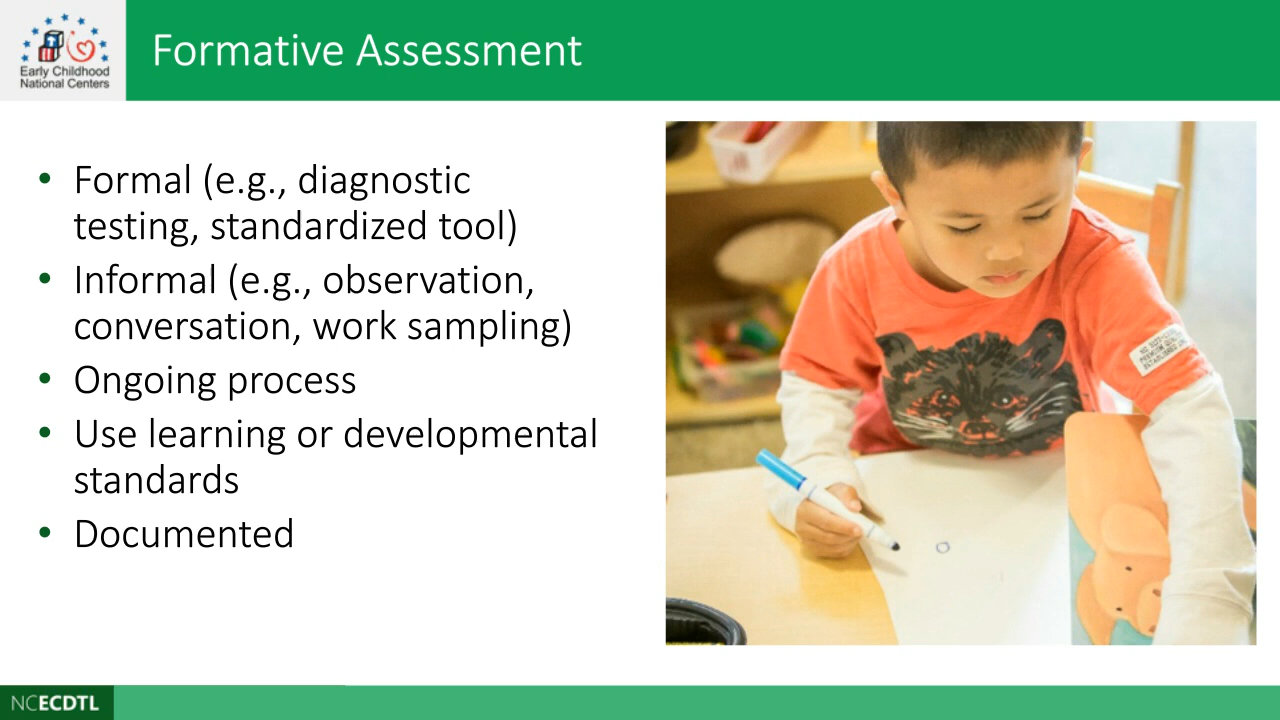 Early Childhood
National Centers
Formative Assessment
• Formal (e.g., diagnostic
testing, standardized tool)
• Informal (e.g., observation,
conversation, work sampling)
• Ongoing process
• Use learning or developmental
standards
• Documented
NCECDTL